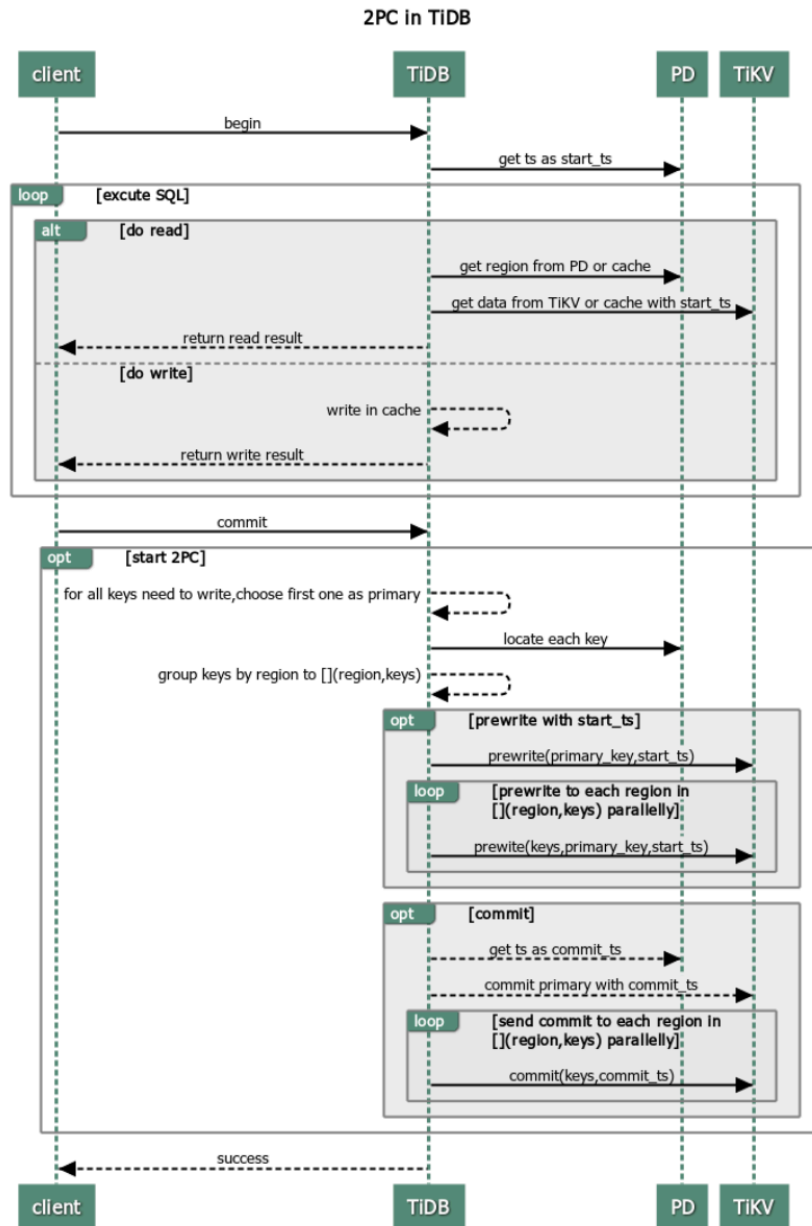 2PC in TiDB
client
TiDB
PD
TiKV
begin
get ts as start_ts
loop
[excute SQL]
alt
[do read]
get region from PD or cache
get data from TiKV or cache with start_ts
return read result
[do write]
write in cache
return write result
commit
opt
[start 2PC]
for all keys need to write,choose first one as primary
locate each key
group keys by region to [](region,keys)
opt
[prewrite with start_ts]
prewrite(primary_key,start_ts)
loop
[prewrite to each region in
[](region,keys) parallelly]
prewite(keys,primary_key,start_ts)
opt
[commit]
get ts as commit_ts
commit primary with commit_ts
loop
[send commit to each region in
[](region,keys) parallelly]
commit(keys,commit_ts)
success
client
TiDB
PD
TiKV